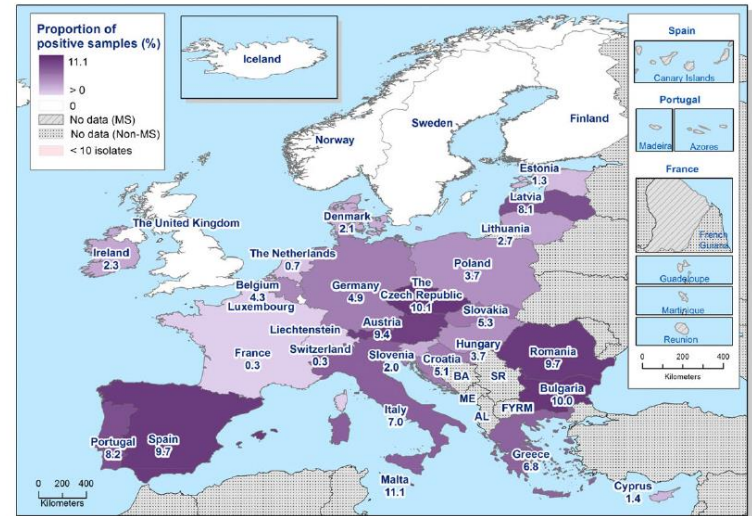 Proportion of
positive samples (%)
11.1
> 0
0
No data (MS)
No data (Non-MS)
< 10 isolates
Iceland
Spain
Canary Islands
Portugal
Madeira
Azores
France
French
Guiana
Guadeloupe
Martinique
Reunion
0 200 400
Kilometers
Norway
Sweden
Finland
Estonia
1.3
Latvia
8.1
Lithuania
2.7
Denmark
2.1
The United Kingdom
Ireland
2.3
The Netherlands
0.7
Belgium
4.3
Luxembourg
Germany
4.9
Poland
3.7
The
Czech Republic
10.1
Slovakia
5.3
Austria
9.4
Liechtenstein
Switzerland
0.3
France
0.3
Slovenia
2.0
Croatia
5.1
Hungary
3.7
Romania
9.7
Bulgaria
10.0
BA
SR
ME
AL
FYRM
Italy
7.0
Portugal
8.2
Spain
9.7
Greece
6.8
Malta
11.1
Cyprus
1.4
0 200 400
Kilometers